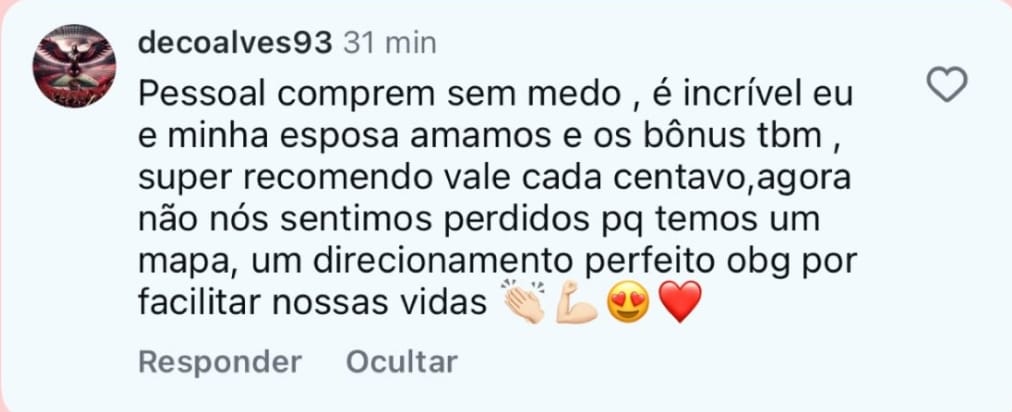 decoalves93 31 min
Pessoal comprem sem medo , é incrível eu
e minha esposa amamos e os bônus tbm ,
super recomendo vale cada centavo,agora
não nós sentimos perdidos pq temos um
mapa, um direcionamento perfeito obg por
facilitar nossas vidas 👏🏻💪🏻😍❤️
Responder Ocultar